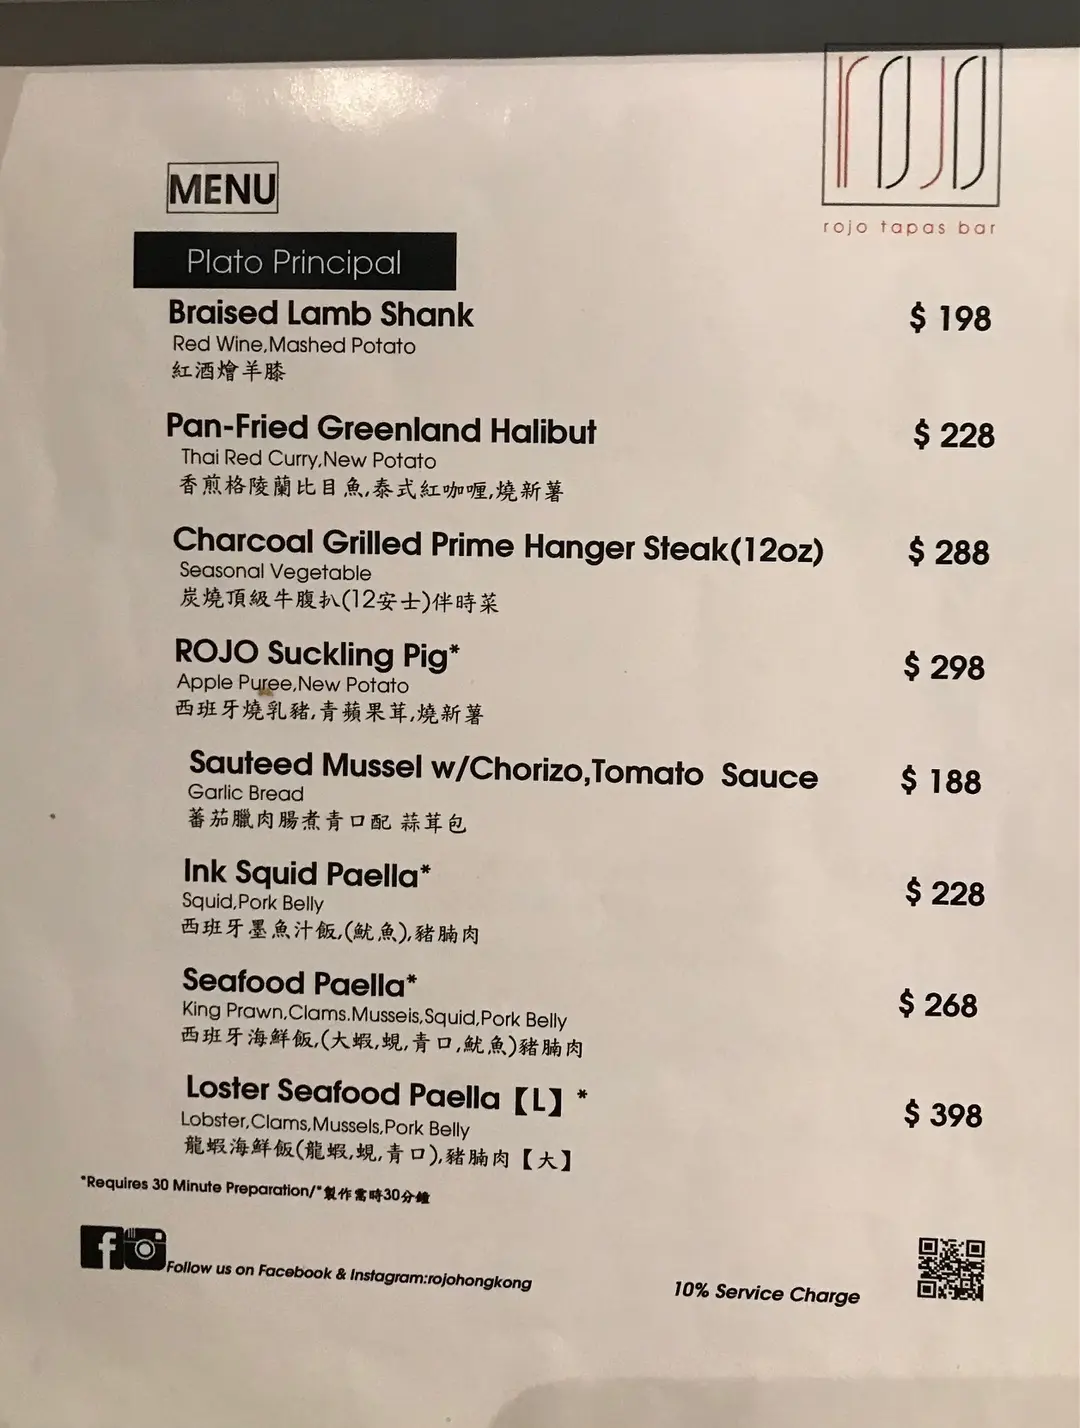 rojo
rojo tapas bar
MENU
Plato Principal
Braised Lamb Shank $ 198
Red Wine,Mashed Potato
紅酒燴羊膝
Pan-Fried Greenland Halibut $ 228
Thai Red Curry,New Potato
香煎格陵蘭比目魚,泰式紅咖喱,燒新薯
Charcoal Grilled Prime Hanger Steak(12oz) $ 288
Seasonal Vegetable
炭燒頂級牛腹扒(12安士)伴時菜
ROJO Suckling Pig* $ 298
Apple Puree,New Potato
西班牙燒乳豬,青蘋果茸,燒新薯
Sauteed Mussel w/Chorizo,Tomato Sauce $ 188
Garlic Bread
蕃茄臘肉腸煮青口配 蒜茸包
Ink Squid Paella* $ 228
Squid,Pork Belly
西班牙墨魚汁飯,(魷魚),豬腩肉
Seafood Paella* $ 268
King Prawn,Clams.Musseis,Squid,Pork Belly
西班牙海鮮飯,(大蝦,蜆,青口,魷魚)豬腩肉
Loster Seafood Paella【L】* $ 398
Lobster,Clams,Mussels,Pork Belly
龍蝦海鮮飯(龍蝦,蜆,青口),豬腩肉【大】
*Requires 30 Minute Preparation/*製作需時30分鐘
Follow us on Facebook & Instagram:rojohongkong
10% Service Charge